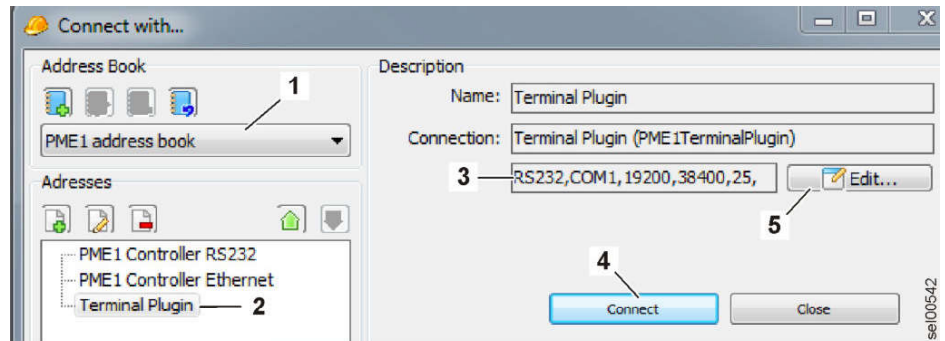 Connect with...
Address Book
1
PME1 address book
Adresses
PME1 Controller RS232
PME1 Controller Ethernet
Terminal Plugin
2
Description
Name: Terminal Plugin
Connection: Terminal Plugin (PME1TerminalPlugin)
3 RS232,COM1,19200,38400,25, Edit...
5
4
Connect Close
sel00542